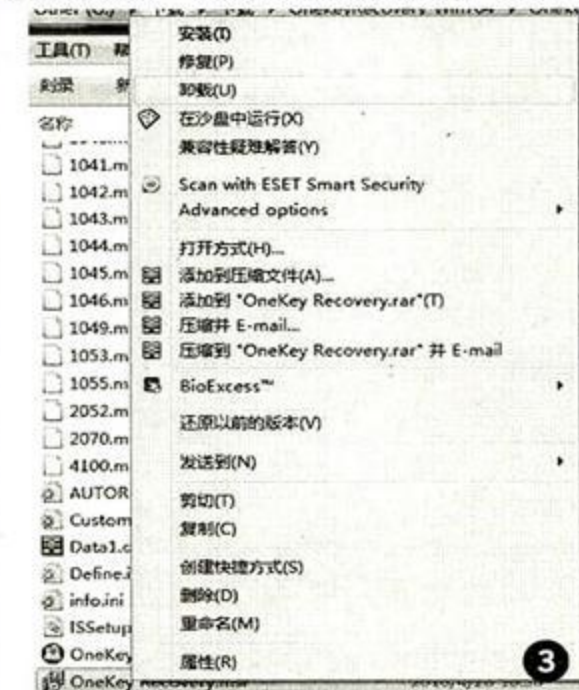 工具(T)
刻录
名称
1041.m
1042.m
1043.m
1044.m
1045.m
1046.m
1049.m
1053.m
1055.m
2052.m
2070.m
4100.m
AUTOR
Custom
Data1.c
Define.i
info.ini
ISSetup
OneKey
OneKey Recovery.msi
安装(I)
修复(P)
卸载(U)
在沙盘中运行(X)
兼容性疑难解答(Y)
Scan with ESET Smart Security
Advanced options
打开方式(H)...
添加到压缩文件(A)...
添加到 "OneKey Recovery.rar"(T)
压缩并 E-mail...
压缩到 "OneKey Recovery.rar" 并 E-mail
BioExcess™
还原以前的版本(V)
发送到(N)
剪切(T)
复制(C)
创建快捷方式(S)
删除(D)
重命名(M)
属性(R)
3